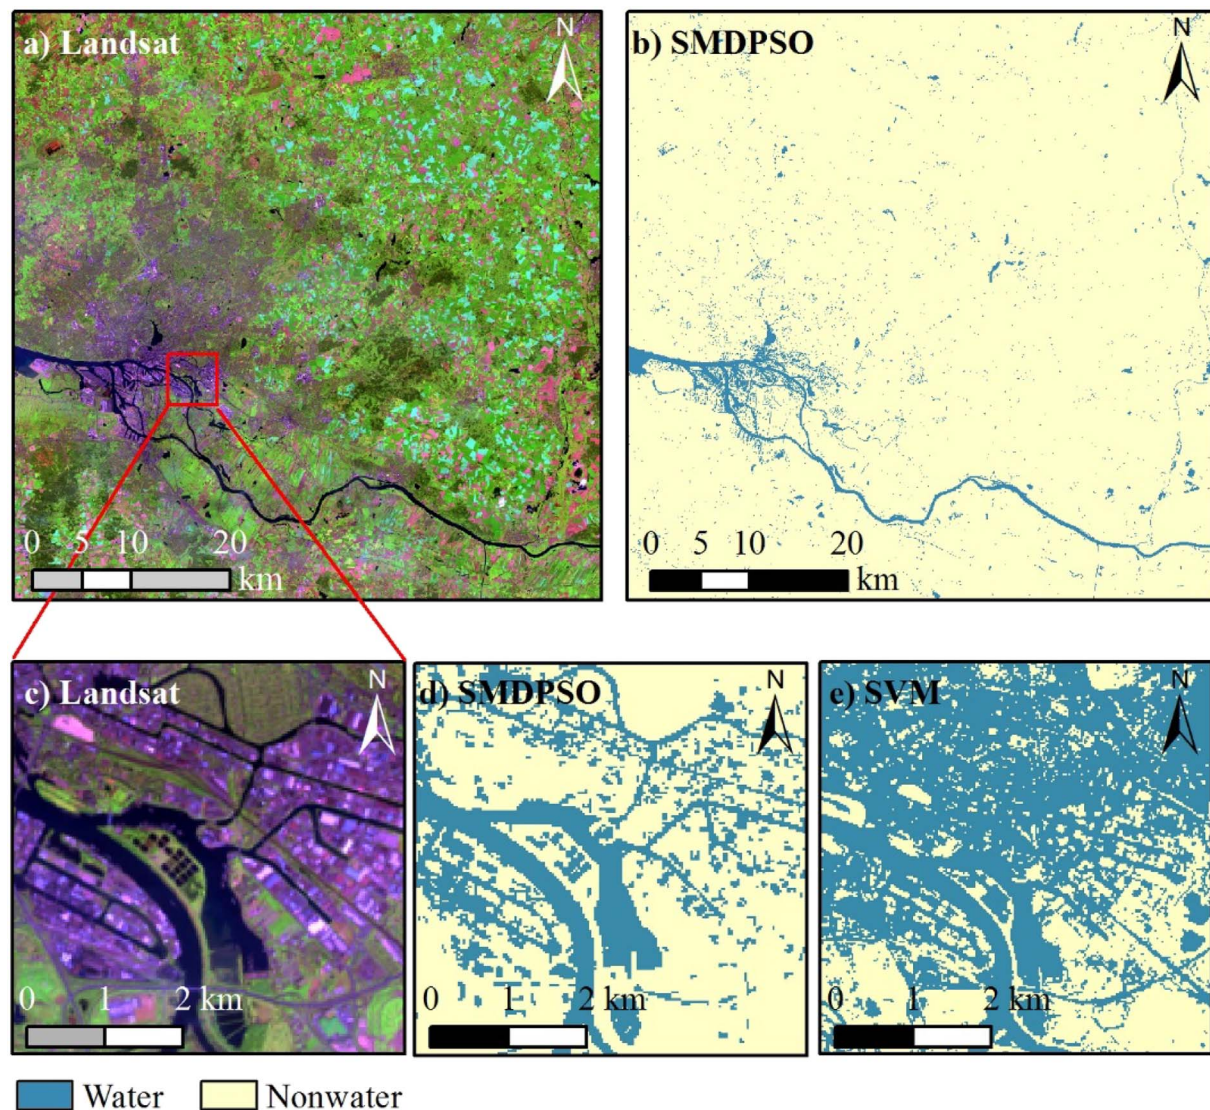 a) Landsat
N
0 5 10 20
km
b) SMDPSO
N
0 5 10 20
km
c) Landsat
N
0 1 2 km
d) SMDPSO
N
0 1 2 km
e) SVM
N
0 1 2 km
Water Nonwater